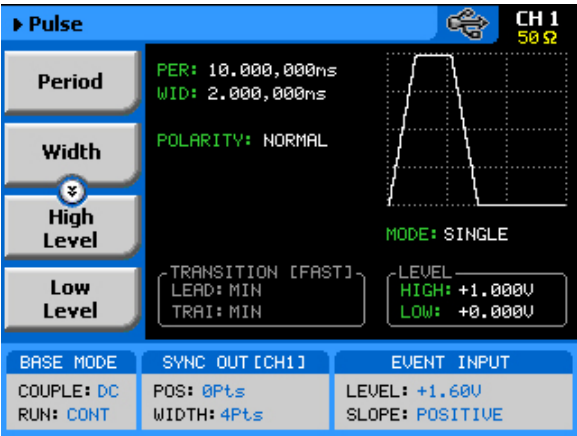 Pulse
CH 1
50 Ω
Period
Width
High
Level
Low
Level
PER: 10.000,000ms
WID: 2.000,000ms
POLARITY: NORMAL
MODE: SINGLE
TRANSITION [FAST]
LEAD: MIN
TRAI: MIN
LEVEL
HIGH: +1.000V
LOW: +0.000V
BASE MODE
COUPLE: DC
RUN: CONT
SYNC OUT [CH1]
POS: 0Pts
WIDTH: 4Pts
EVENT INPUT
LEVEL: +1.60V
SLOPE: POSITIVE